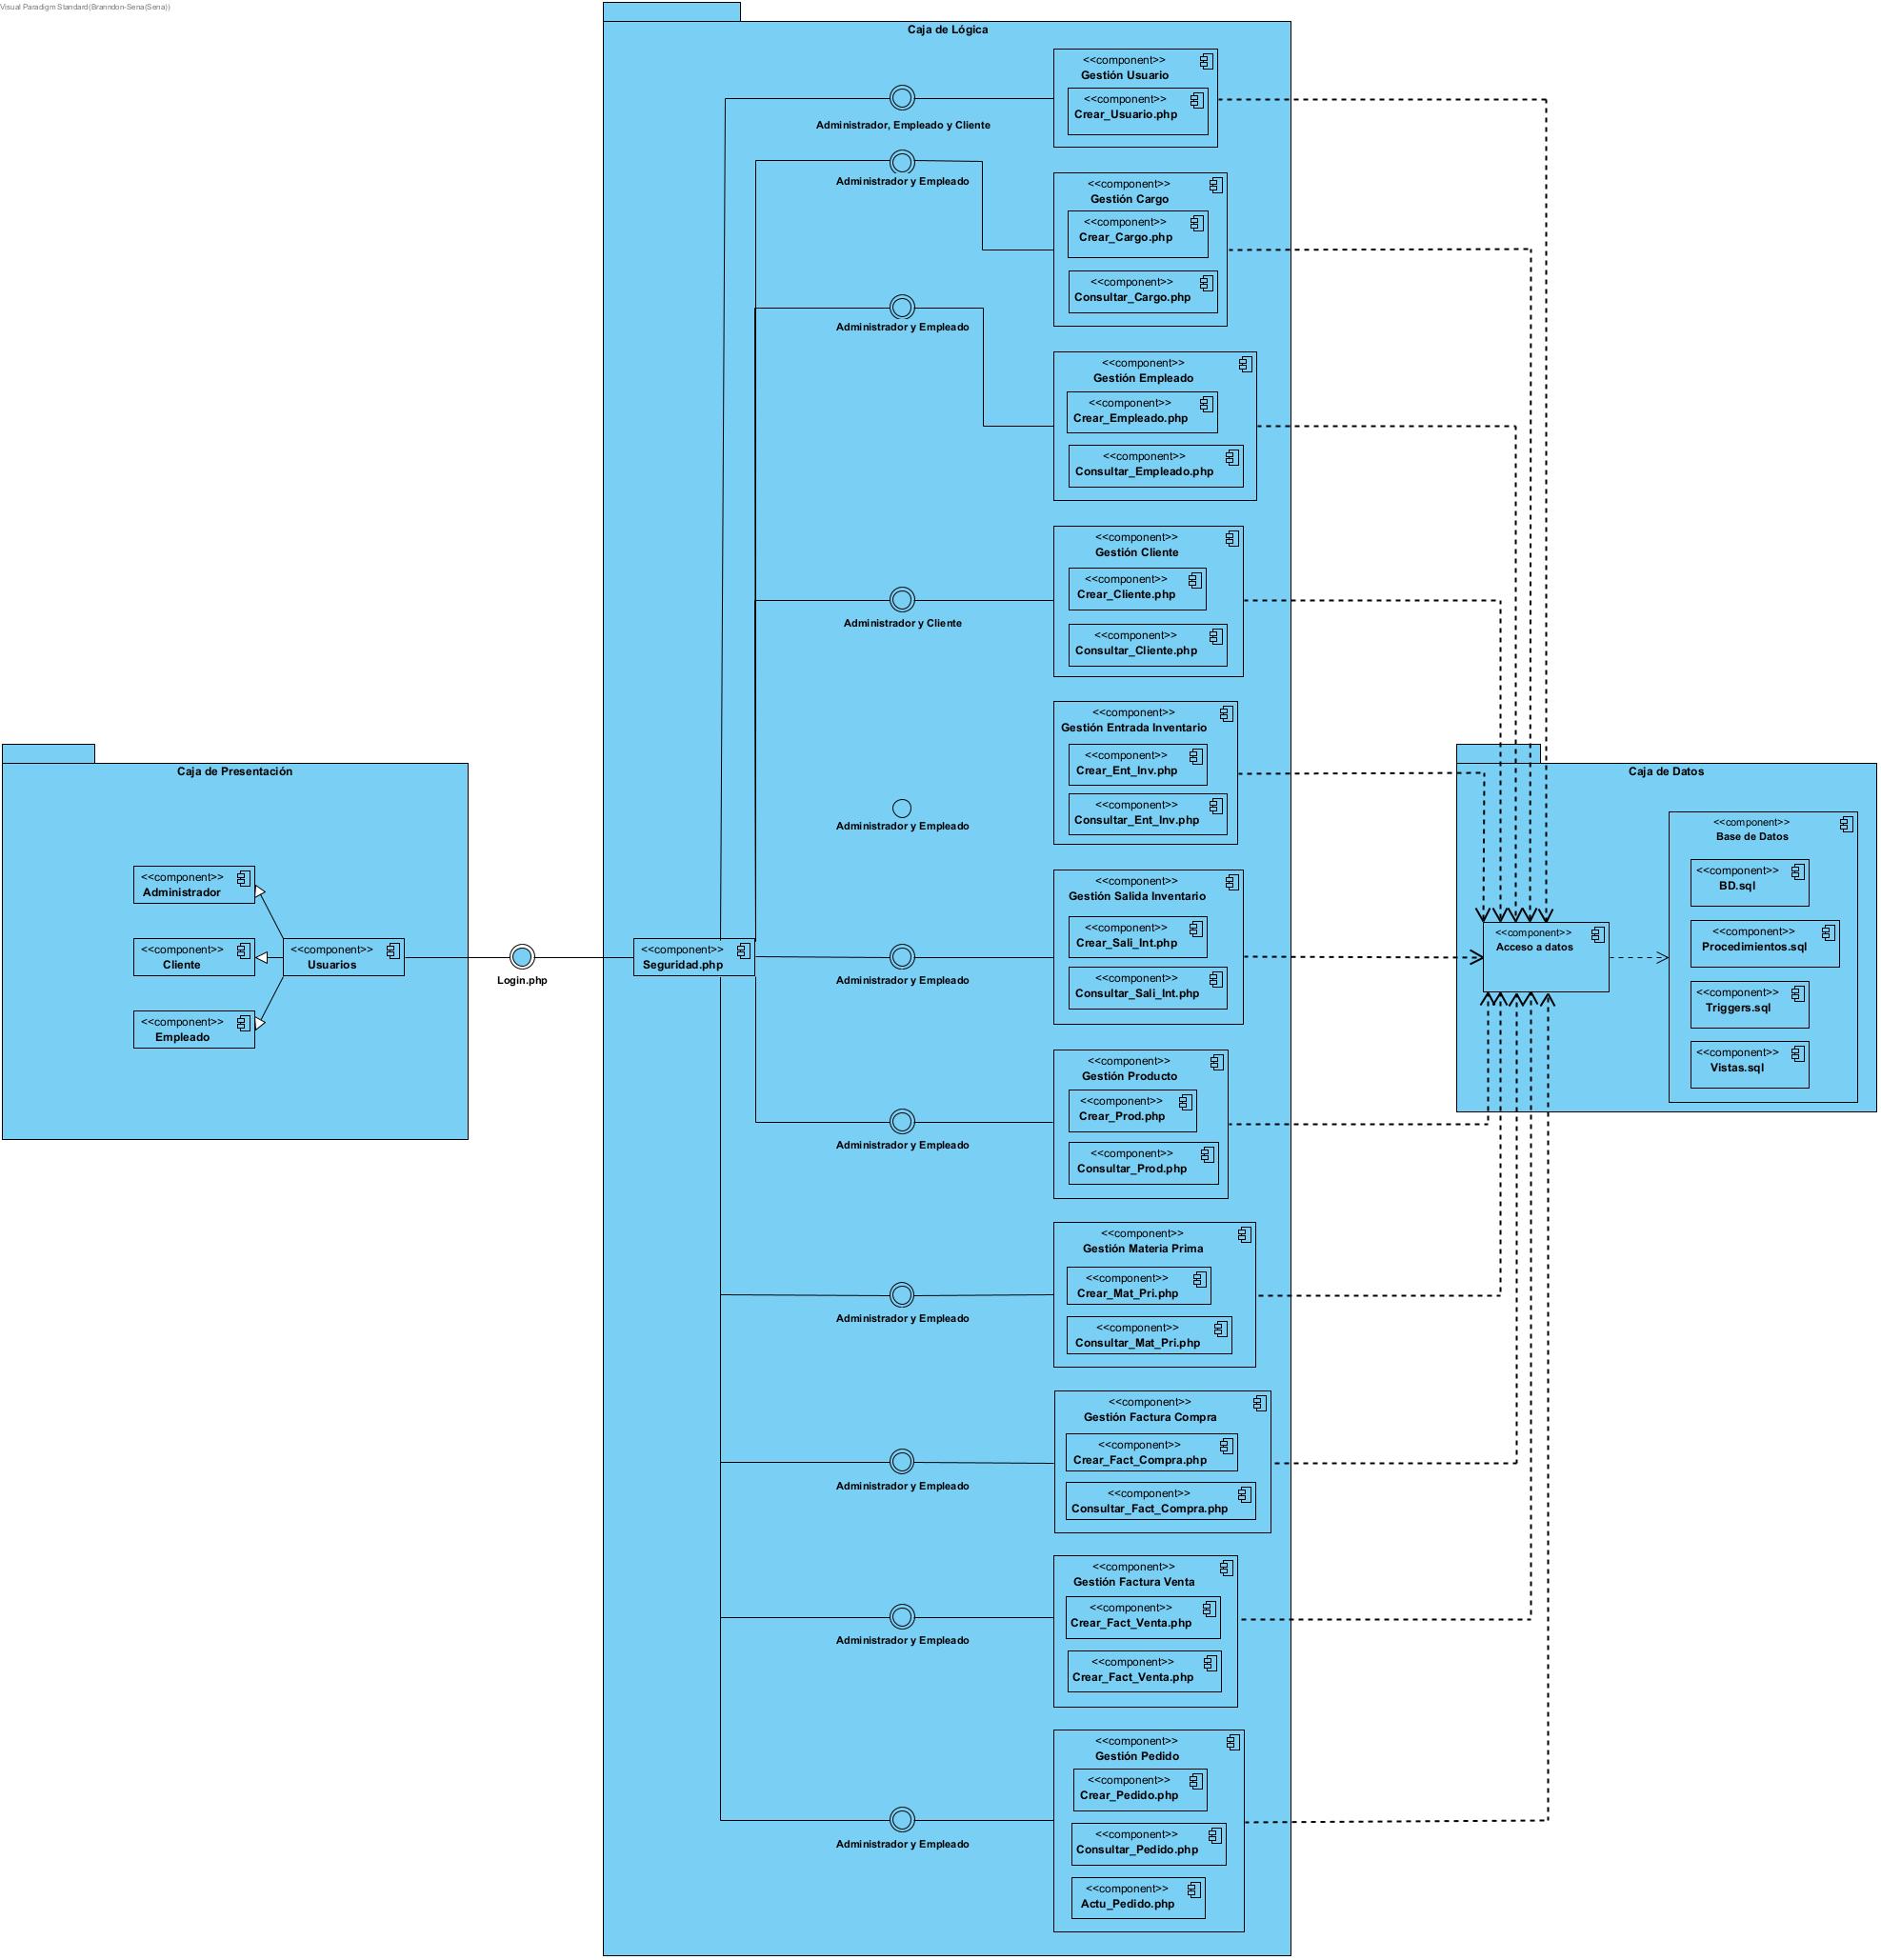 Visual Paradigm Standard(Branndon-Sena(Sena))
Caja de Presentación
<<component>>
Administrador
<<component>>
Cliente
<<component>>
Empleado
<<component>>
Usuarios
Login.php
Caja de Lógica
<<component>>
Seguridad.php
Administrador, Empleado y Cliente
<<component>>
Gestión Usuario
<<component>>
Crear_Usuario.php
Administrador y Empleado
<<component>>
Gestión Cargo
<<component>>
Crear_Cargo.php
<<component>>
Consultar_Cargo.php
Administrador y Empleado
<<component>>
Gestión Empleado
<<component>>
Crear_Empleado.php
<<component>>
Consultar_Empleado.php
Administrador y Cliente
<<component>>
Gestión Cliente
<<component>>
Crear_Cliente.php
<<component>>
Consultar_Cliente.php
Administrador y Empleado
<<component>>
Gestión Entrada Inventario
<<component>>
Crear_Ent_Inv.php
<<component>>
Consultar_Ent_Inv.php
Administrador y Empleado
<<component>>
Gestión Salida Inventario
<<component>>
Crear_Sali_Int.php
<<component>>
Consultar_Sali_Int.php
Administrador y Empleado
<<component>>
Gestión Producto
<<component>>
Crear_Prod.php
<<component>>
Consultar_Prod.php
Administrador y Empleado
<<component>>
Gestión Materia Prima
<<component>>
Crear_Mat_Pri.php
<<component>>
Consultar_Mat_Pri.php
Administrador y Empleado
<<component>>
Gestión Factura Compra
<<component>>
Crear_Fact_Compra.php
<<component>>
Consultar_Fact_Compra.php
Administrador y Empleado
<<component>>
Gestión Factura Venta
<<component>>
Crear_Fact_Venta.php
<<component>>
Crear_Fact_Venta.php
Administrador y Empleado
<<component>>
Gestión Pedido
<<component>>
Crear_Pedido.php
<<component>>
Consultar_Pedido.php
<<component>>
Actu_Pedido.php
Caja de Datos
<<component>>
Acceso a datos
<<component>>
Base de Datos
<<component>>
BD.sql
<<component>>
Procedimientos.sql
<<component>>
Triggers.sql
<<component>>
Vistas.sql